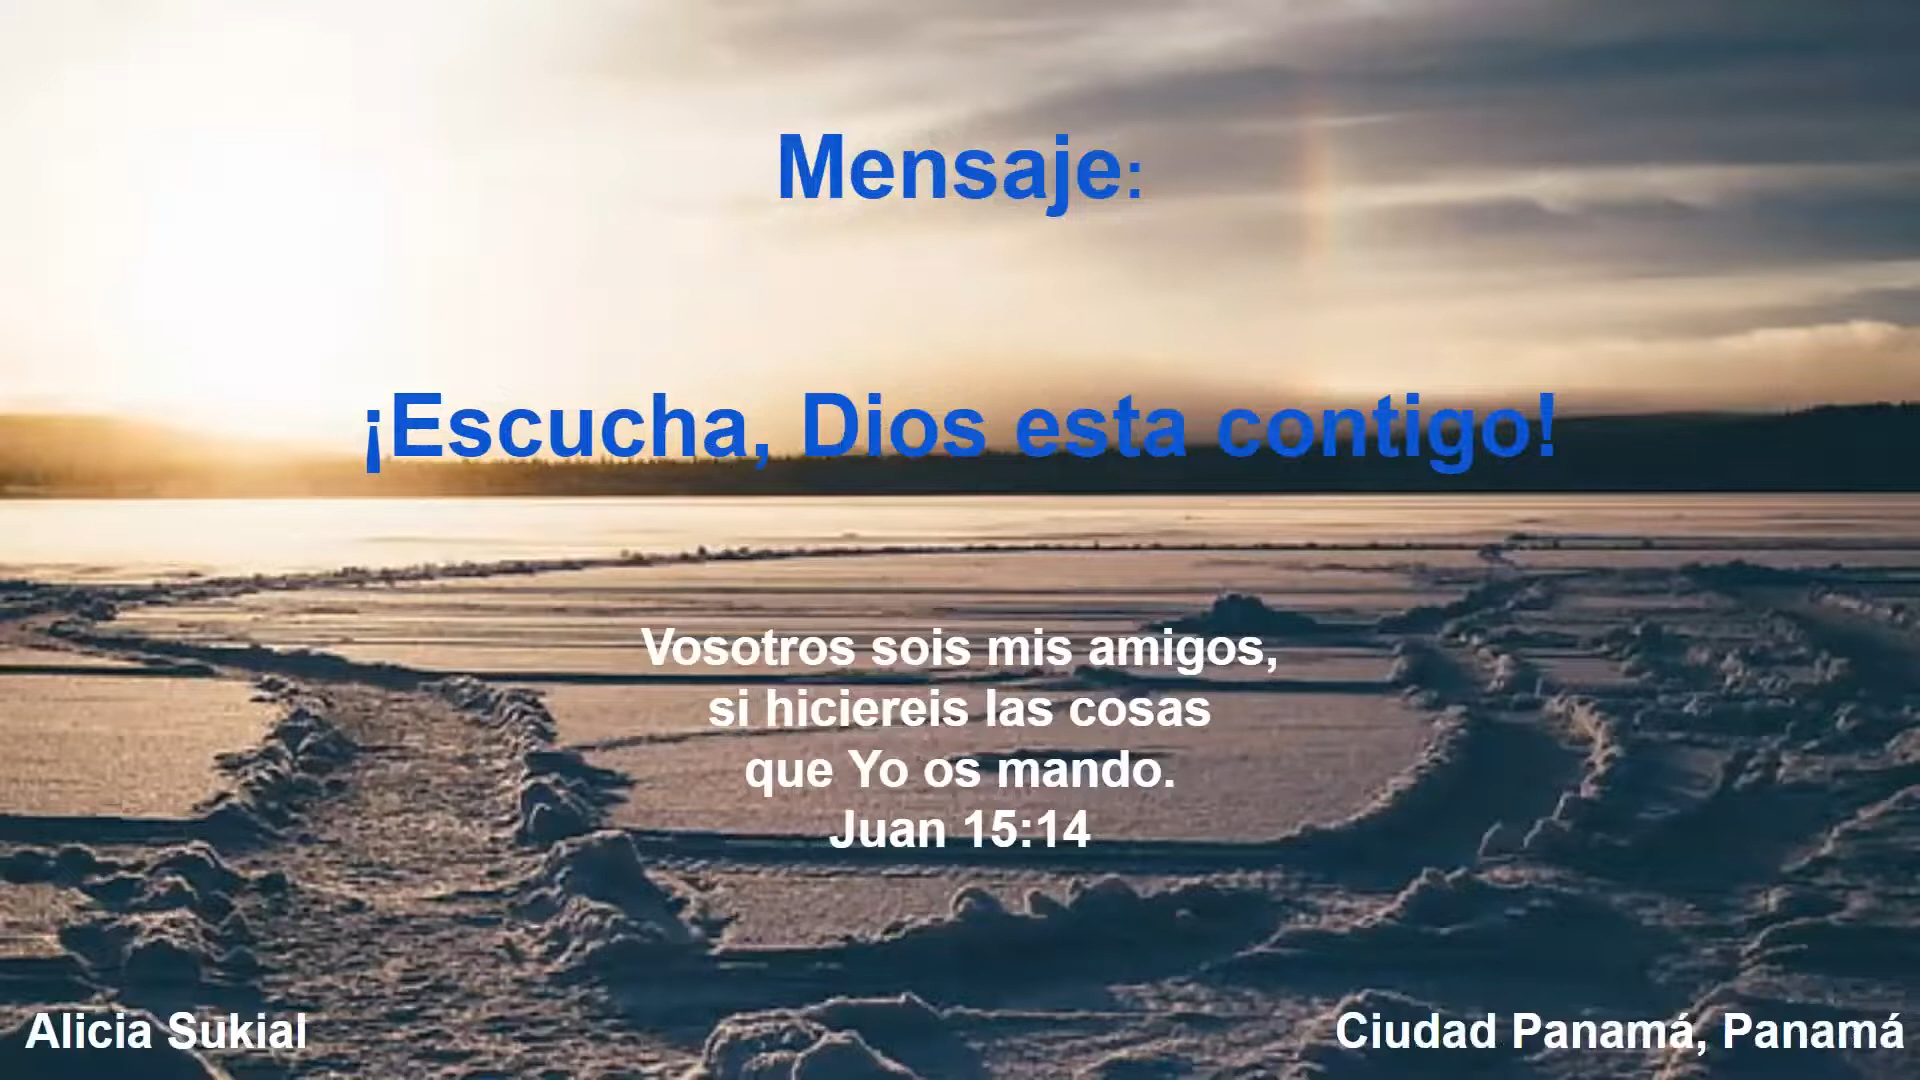 Mensaje:
¡Escucha, Dios esta contigo!
Vosotros sois mis amigos,
si hiciereis las cosas
que Yo os mando.
Juan 15:14
Alicia Sukial
Ciudad Panamá, Panamá